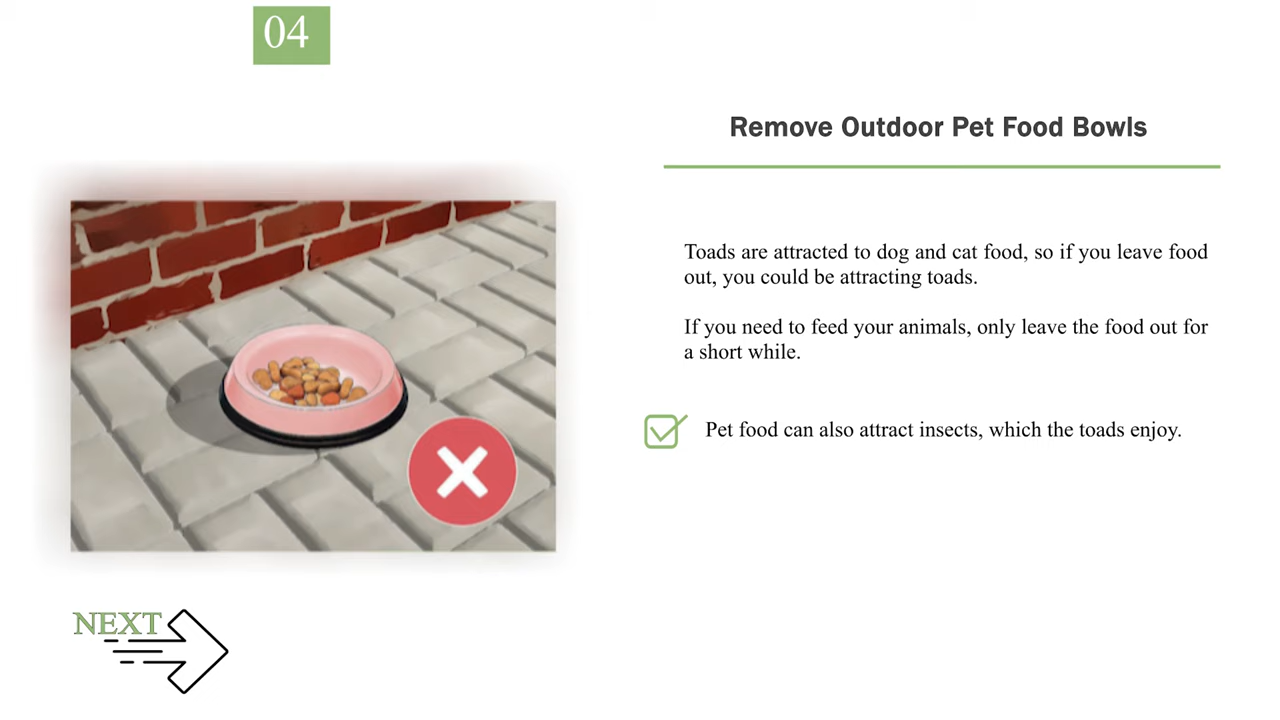 04
Remove Outdoor Pet Food Bowls
Toads are attracted to dog and cat food, so if you leave food
out, you could be attracting toads.
If you need to feed your animals, only leave the food out for
a short while.
Pet food can also attract insects, which the toads enjoy.
NEXT